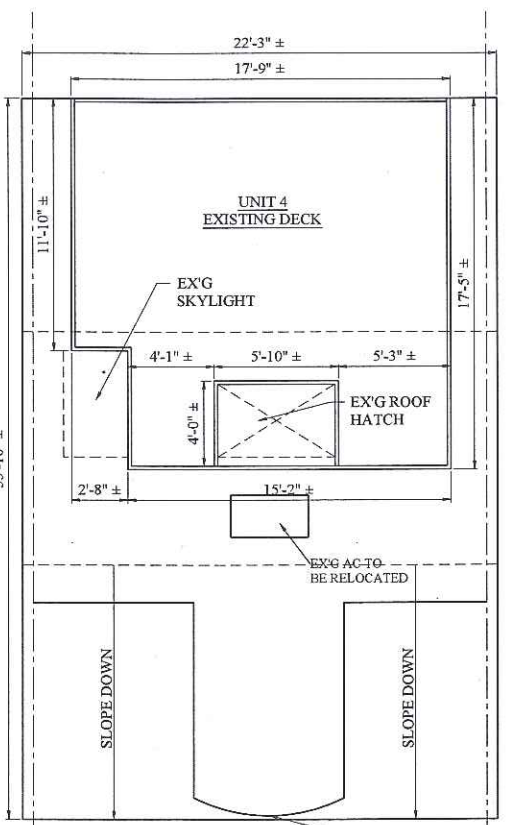 22'-3" ±
17'-9" ±
11'-10" ±
UNIT 4
EXISTING DECK
17'-5" ±
EX'G
SKYLIGHT
4'-1" ±
5'-10" ±
5'-3" ±
4'-0" ±
EX'G ROOF
HATCH
2'-8" ±
15'-2" ±
EX'G AC TO
BE RELOCATED
SLOPE DOWN
SLOPE DOWN